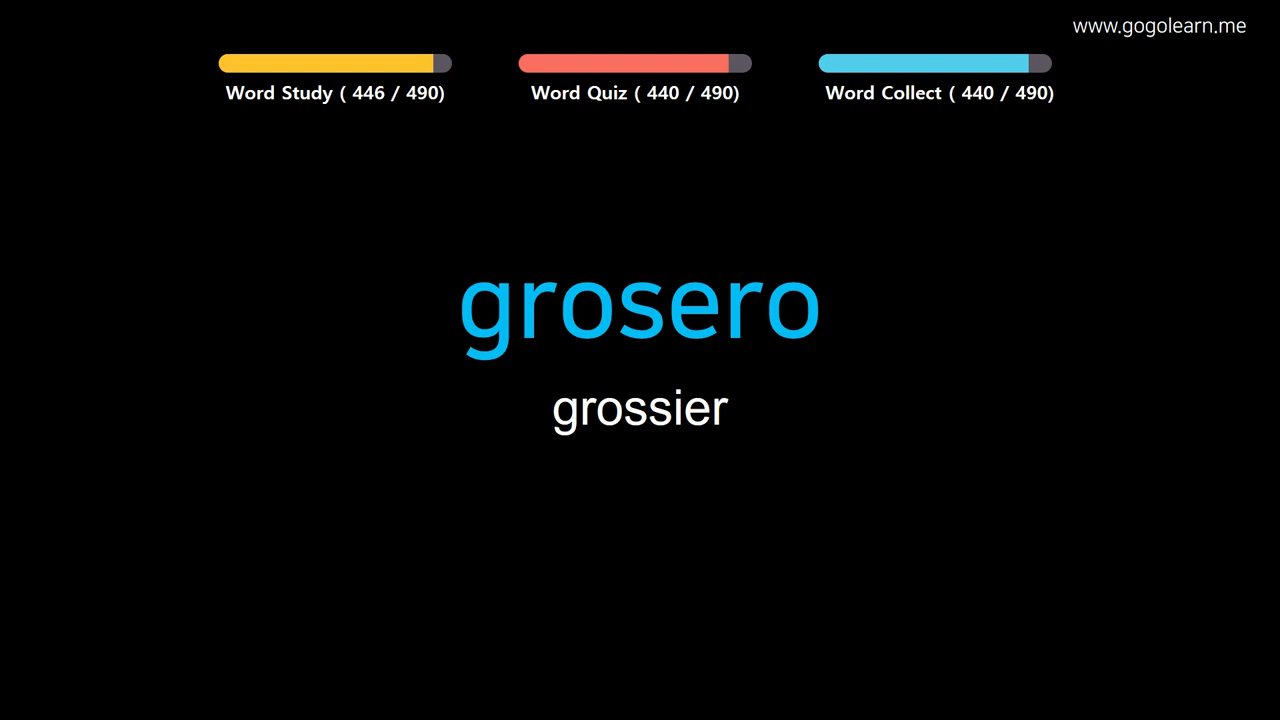 www.gogolearn.me
Word Study ( 446 / 490)
Word Quiz ( 440 / 490)
Word Collect ( 440 / 490)
grosero
grossier